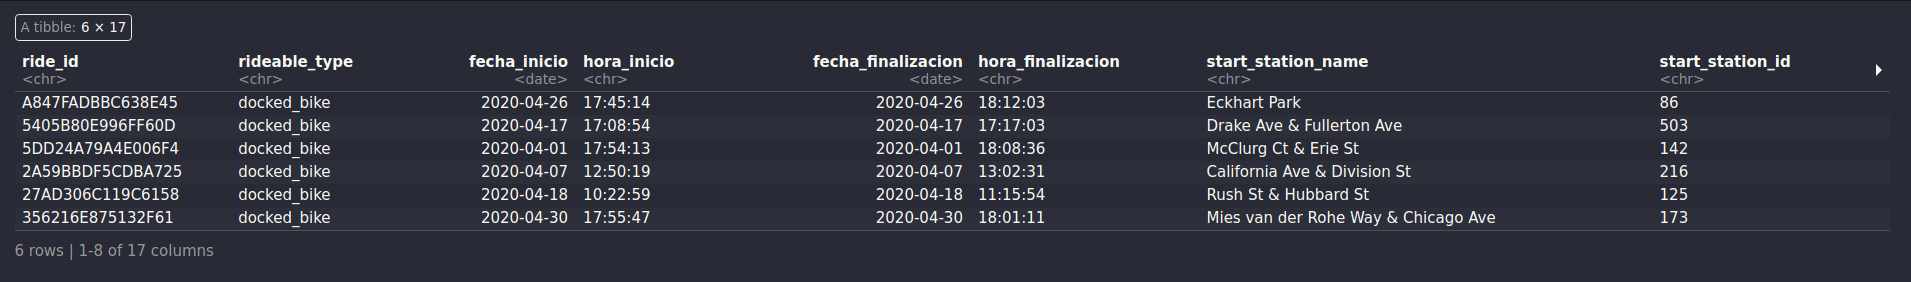 A tibble: 6 × 17
ride_id rideable_type fecha_inicio hora_inicio fecha_finalizacion hora_finalizacion start_station_name start_station_id
<chr> <chr> <date> <chr> <date> <chr> <chr> <chr>
A847FADBBC638E45 docked_bike 2020-04-26 17:45:14 2020-04-26 18:12:03 Eckhart Park 86
5405B80E996FF60D docked_bike 2020-04-17 17:08:54 2020-04-17 17:17:03 Drake Ave & Fullerton Ave 503
5DD24A79A4E006F4 docked_bike 2020-04-01 17:54:13 2020-04-01 18:08:36 McClurg Ct & Erie St 142
2A59BBDF5CDBA725 docked_bike 2020-04-07 12:50:19 2020-04-07 13:02:31 California Ave & Division St 216
27AD306C119C6158 docked_bike 2020-04-18 10:22:59 2020-04-18 11:15:54 Rush St & Hubbard St 125
356216E875132F61 docked_bike 2020-04-30 17:55:47 2020-04-30 18:01:11 Mies van der Rohe Way & Chicago Ave 173
6 rows | 1-8 of 17 columns